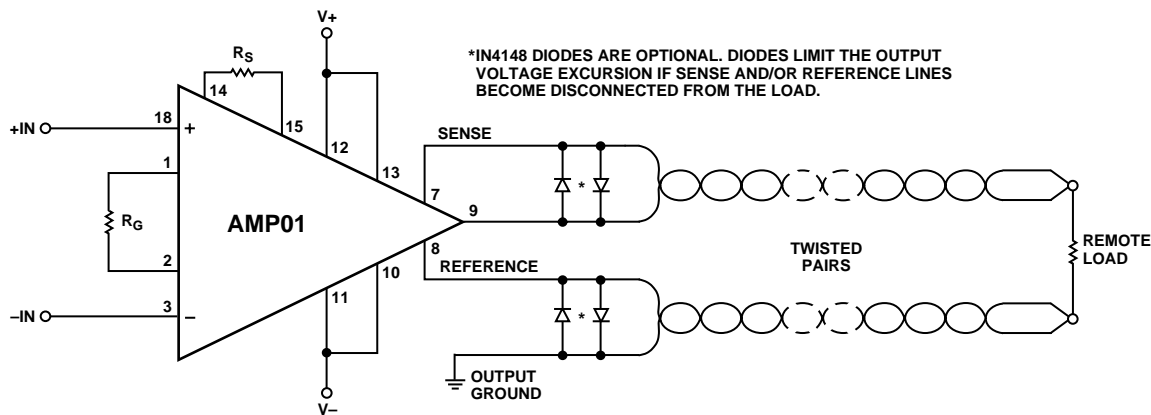 V+
R_S
*IN4148 DIODES ARE OPTIONAL. DIODES LIMIT THE OUTPUT
VOLTAGE EXCURSION IF SENSE AND/OR REFERENCE LINES
BECOME DISCONNECTED FROM THE LOAD.
14
+IN
18
+
15
12
SENSE
1
13
*
7
R_G
AMP01
9
8
TWISTED
PAIRS
REMOTE
LOAD
2
10
REFERENCE
11
–IN
3
–
*
OUTPUT
GROUND
V–